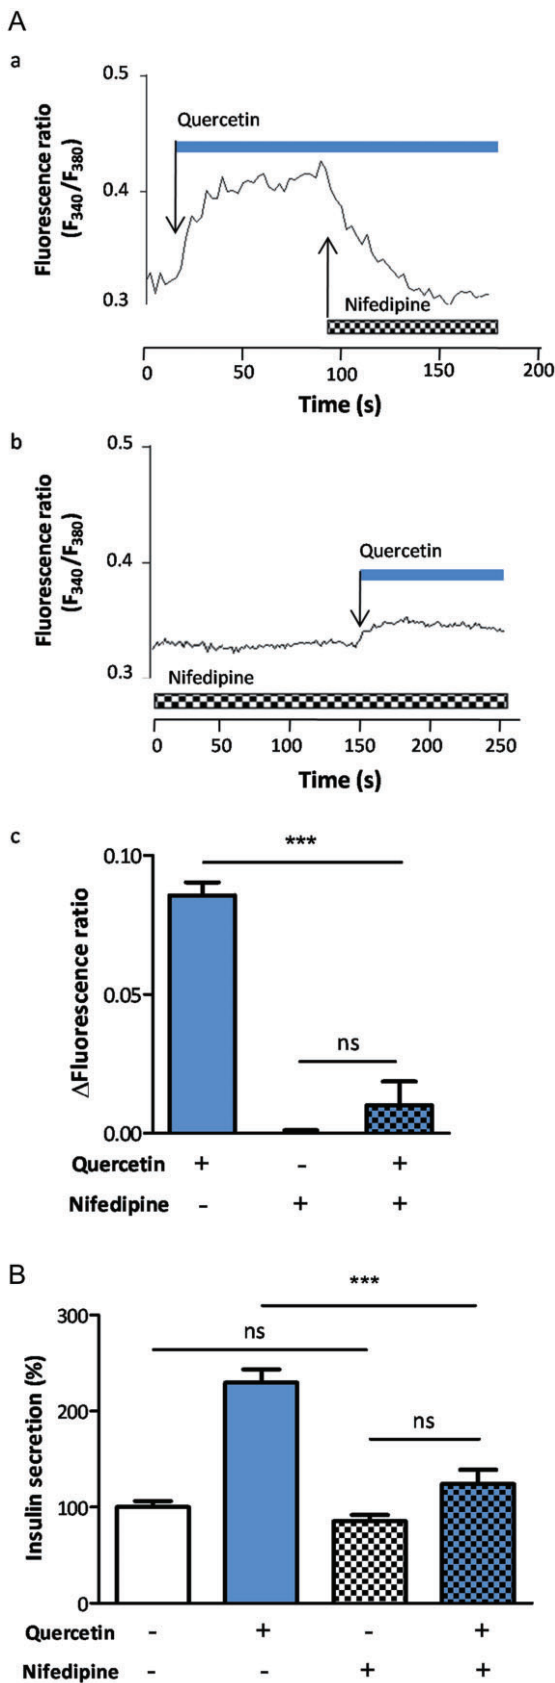 A
a
0.5
Quercetin
0.4
Fluorescence ratio
(F340/F380)
0.3
Nifedipine
0 50 100 150 200
Time (s)
b
0.5
Quercetin
0.4
Fluorescence ratio
(F340/F380)
0.3
Nifedipine
0 50 100 150 200 250
Time (s)
c
***
0.10
ΔFluorescence ratio
0.05
ns
0.00
Quercetin + - +
Nifedipine - + +
B
***
300
ns
Insulin secretion (%)
200
ns
100
0
Quercetin - + - +
Nifedipine - - + +